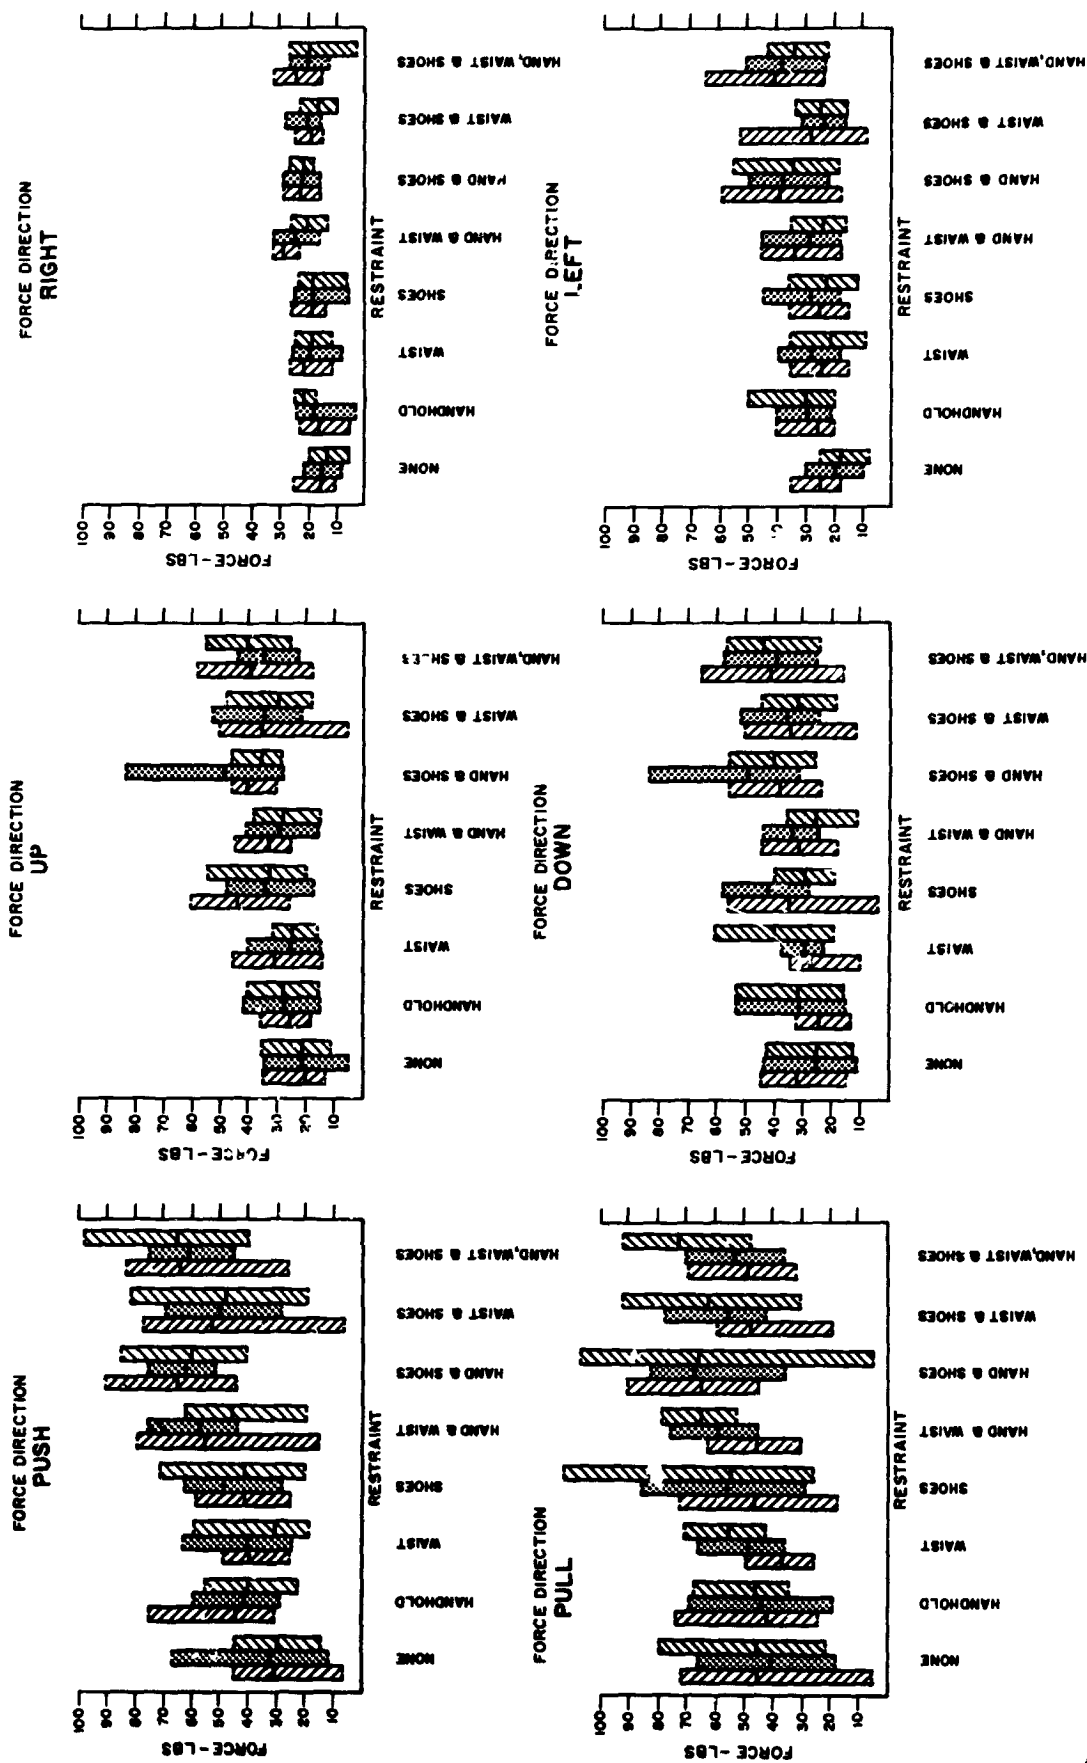 FORCE DIRECTION
PUSH
FORCE-LBS
100
90
80
70
60
50
40
30
20
10
NONE
HANDHOLD
WAIST
SHOES
HAND & WAIST
HAND & SHOES
WAIST & SHOES
HAND, WAIST & SHOES
RESTRAINT
FORCE DIRECTION
UP
FORCE-LBS
100
90
80
70
60
50
40
30
20
10
NONE
HANDHOLD
WAIST
SHOES
HAND & WAIST
HAND & SHOES
WAIST & SHOES
HAND, WAIST &
RESTRAINT
FORCE DIRECTION
RIGHT
FORCE-LBS
100
90
80
70
60
50
40
30
20
10
NONE
HANDHOLD
WAIST
SHOES
HAND & WAIST
HAND & SHOES
WAIST & SHOES
HAND, WAIST & SHOES
RESTRAINT
FORCE DIRECTION
PULL
FORCE-LBS
100
90
80
70
60
50
40
30
20
10
NONE
HANDHOLD
WAIST
SHOES
HAND & WAIST
HAND & SHOES
WAIST & SHOES
HAND, WAIST & SHOES
RESTRAINT
FORCE DIRECTION
DOWN
FORCE-LBS
100
90
80
70
60
50
40
30
20
10
NONE
HANDHOLD
WAIST
SHOES
HAND & WAIST
HAND & SHOES
WAIST & SHOES
HAND, WAIST & SHOES
RESTRAINT
FORCE DIRECTION
LEFT
FORCE-LBS
100
90
80
70
60
50
40
30
20
10
NONE
HANDHOLD
WAIST
SHOES
HAND & WAIST
HAND & SHOES
WAIST & SHOES
HAND, WAIST & SHOES
RESTRAINT